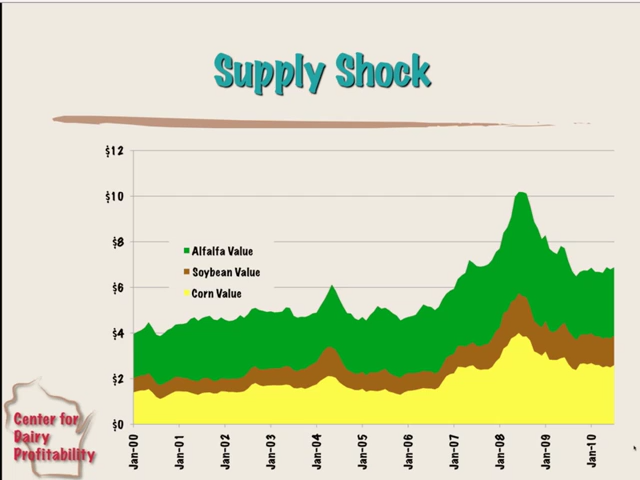 Supply Shock
$12
$10
$8
$6
$4
$2
$0
Alfalfa Value
Soybean Value
Corn Value
Jan-00
Jan-01
Jan-02
Jan-03
Jan-04
Jan-05
Jan-06
Jan-07
Jan-08
Jan-09
Jan-10
Center for
Dairy
Profitability